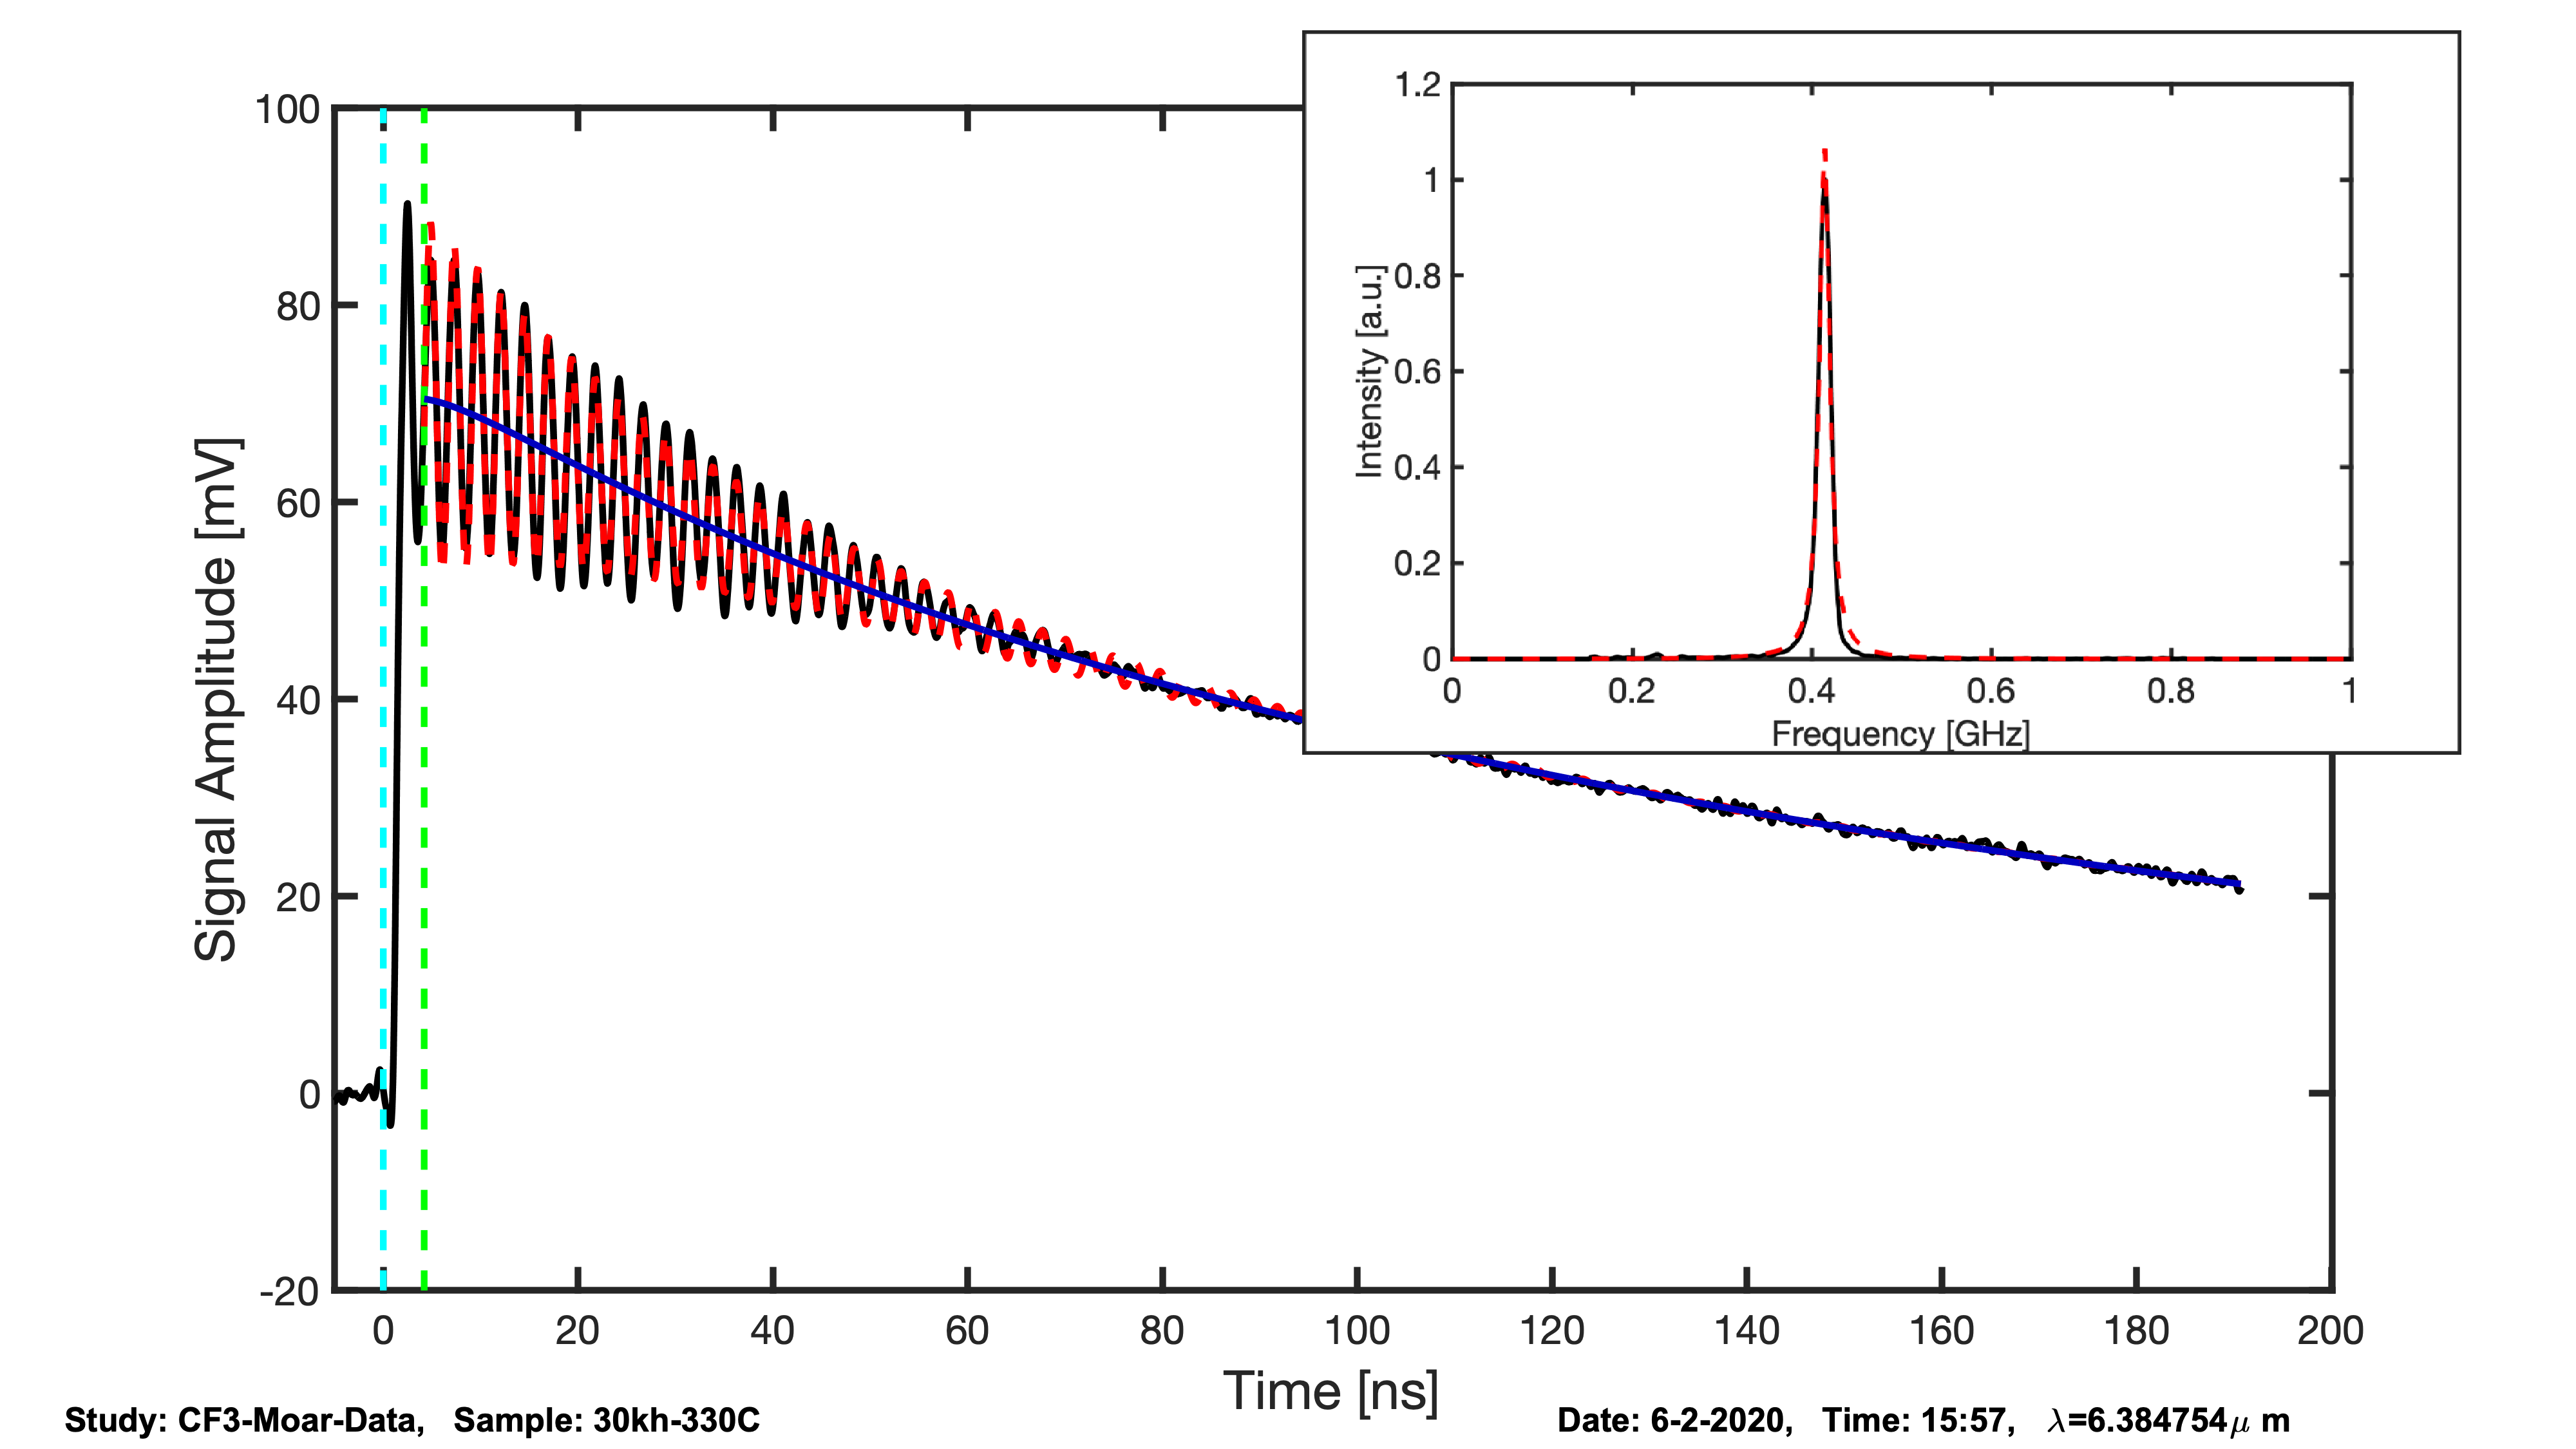 100
80
60
40
20
0
-20
Signal Amplitude [mV]
0 20 40 60 80 100 120 140 160 180 200
Time [ns]
1.2
1
0.8
0.6
0.4
0.2
0
Intensity [a.u.]
0 0.2 0.4 0.6 0.8 1
Frequency [GHz]
Study: CF3-Moar-Data, Sample: 30kh-330C
Date: 6-2-2020, Time: 15:57, λ=6.384754μ m